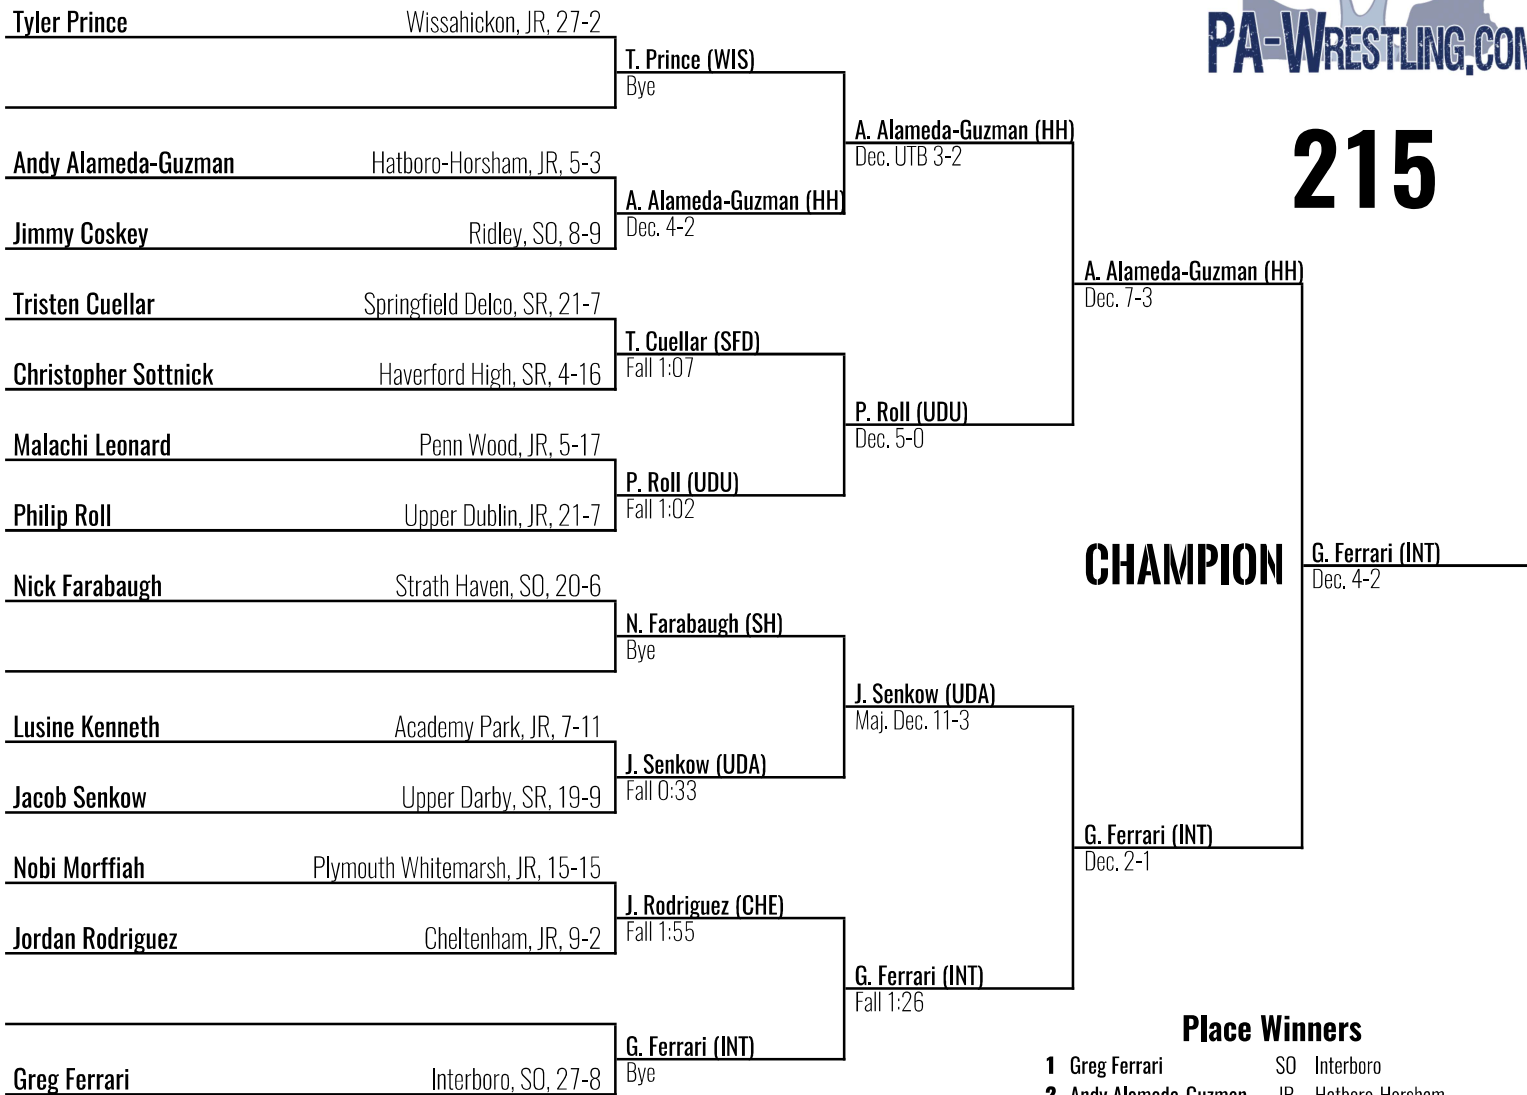 PA-WRESTLING.COM
215
Tyler Prince Wissahickon, JR, 27-2
T. Prince (WIS)
Bye
A. Alameda-Guzman (HH)
Dec. UTB 3-2
Andy Alameda-Guzman Hatboro-Horsham, JR, 5-3
A. Alameda-Guzman (HH)
Dec. 4-2
Jimmy Coskey Ridley, SO, 8-9
A. Alameda-Guzman (HH)
Dec. 7-3
Tristen Cuellar Springfield Delco, SR, 21-7
T. Cuellar (SFD)
Fall 1:07
Christopher Sottnick Haverford High, SR, 4-16
P. Roll (UDU)
Dec. 5-0
Malachi Leonard Penn Wood, JR, 5-17
P. Roll (UDU)
Fall 1:02
Philip Roll Upper Dublin, JR, 21-7
CHAMPION
G. Ferrari (INT)
Dec. 4-2
Nick Farabaugh Strath Haven, SO, 20-6
N. Farabaugh (SH)
Bye
J. Senkow (UDA)
Maj. Dec. 11-3
Lusine Kenneth Academy Park, JR, 7-11
J. Senkow (UDA)
Fall 0:33
Jacob Senkow Upper Darby, SR, 19-9
G. Ferrari (INT)
Dec. 2-1
Nobi Morffiah Plymouth Whitemarsh, JR, 15-15
J. Rodriguez (CHE)
Fall 1:55
Jordan Rodriguez Cheltenham, JR, 9-2
G. Ferrari (INT)
Fall 1:26
G. Ferrari (INT)
Bye
Greg Ferrari Interboro, SO, 27-8
Place Winners
1 Greg Ferrari SO Interboro
2 Andy Alameda-Guzman JR Hatboro-Horsham